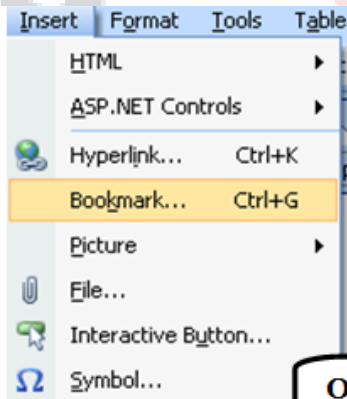 Insert Format Tools Table
HTML
ASP.NET Controls
Hyperlink... Ctrl+K
Bookmark... Ctrl+G
Picture
File...
Interactive Button...
Symbol...
O